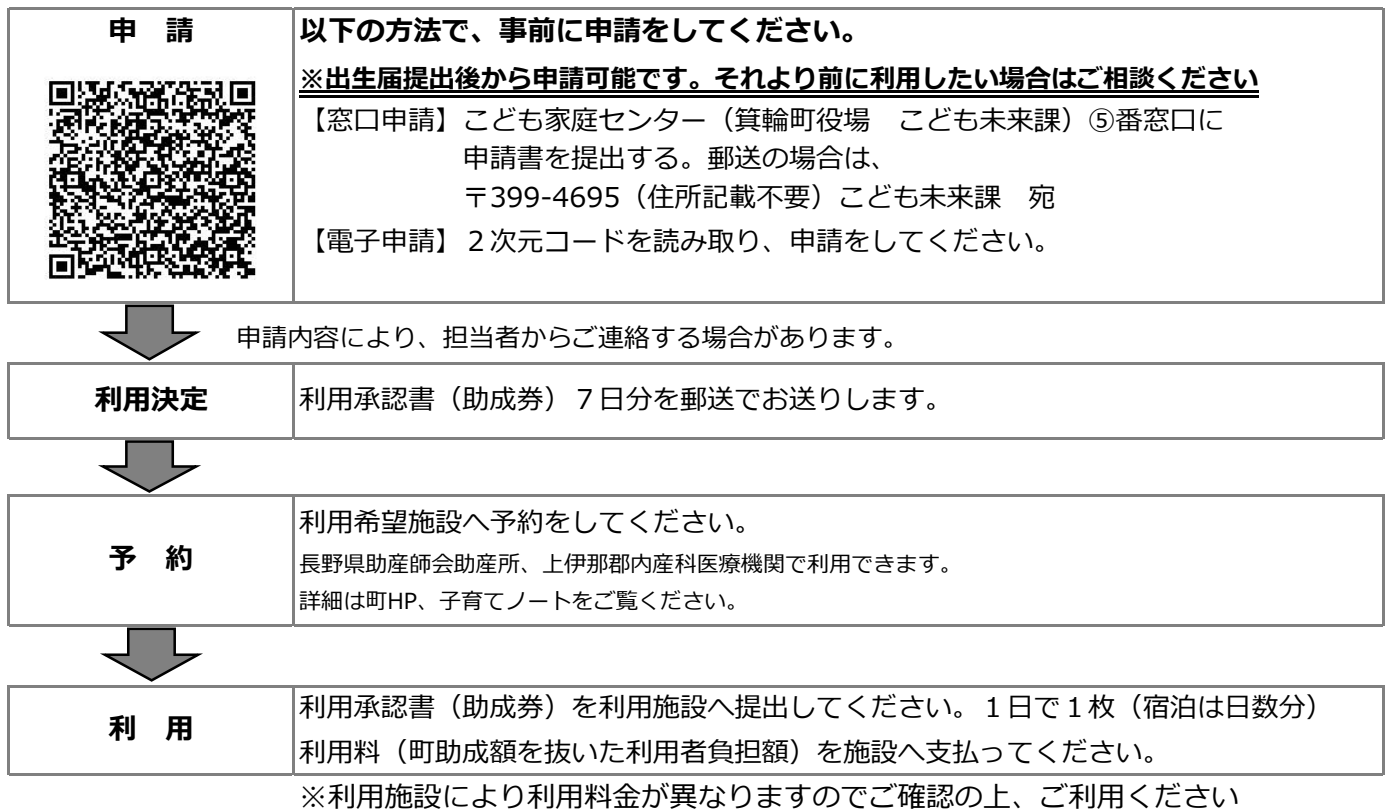 申　請
以下の方法で、事前に申請をしてください。
※出生届提出後から申請可能です。それより前に利用したい場合はご相談ください
【窓口申請】こども家庭センター（箕輪町役場　こども未来課）⑤番窓口に
申請書を提出する。郵送の場合は、
〒399-4695（住所記載不要）こども未来課　宛
【電子申請】２次元コードを読み取り、申請をしてください。
申請内容により、担当者からご連絡する場合があります。
利用決定
利用承認書（助成券）７日分を郵送でお送りします。
予　約
利用希望施設へ予約をしてください。
長野県助産師会助産所、上伊那郡内産科医療機関で利用できます。
詳細は町HP、子育てノートをご覧ください。
利　用
利用承認書（助成券）を利用施設へ提出してください。１日で１枚（宿泊は日数分）
利用料（町助成額を抜いた利用者負担額）を施設へ支払ってください。
※利用施設により利用料金が異なりますのでご確認の上、ご利用ください